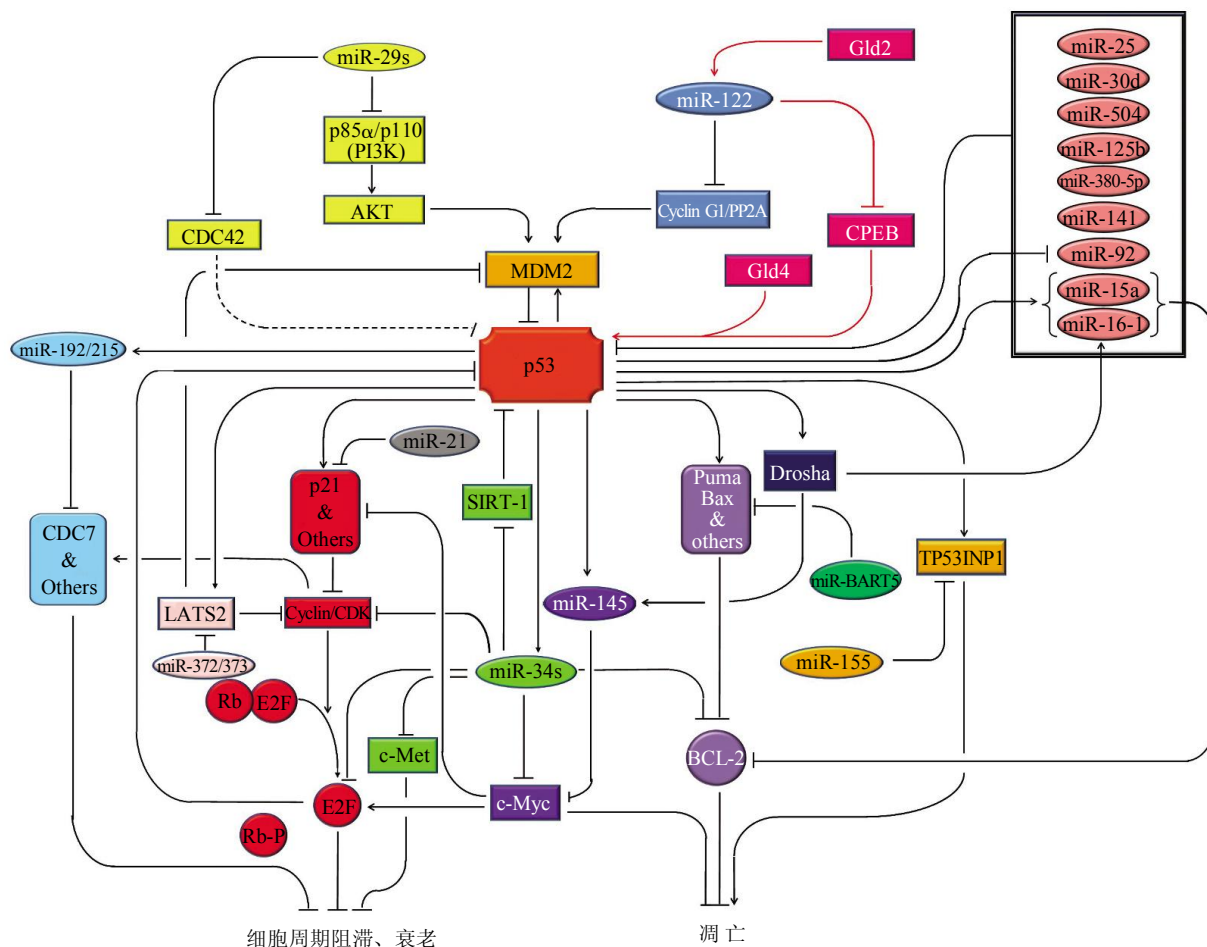 miR-29s
Gld2
miR-25
miR-30d
miR-504
miR-125b
miR-380-5p
miR-141
miR-92
miR-15a
miR-16-1
miR-122
p85α/p110
(PI3K)
AKT
Cyclin G1/PP2A
CDC42
CPEB
MDM2
Gld4
miR-192/215
p53
miR-21
p21
&
Others
SIRT-1
Puma
Bax
&
others
Drosha
CDC7
&
Others
TP53INP1
miR-BART5
LATS2
Cyclin/CDK
miR-145
miR-372/373
miR-34s
miR-155
Rb
E2F
c-Met
BCL-2
E2F
c-Myc
Rb-P
细胞周期阻滞、衰老
凋亡